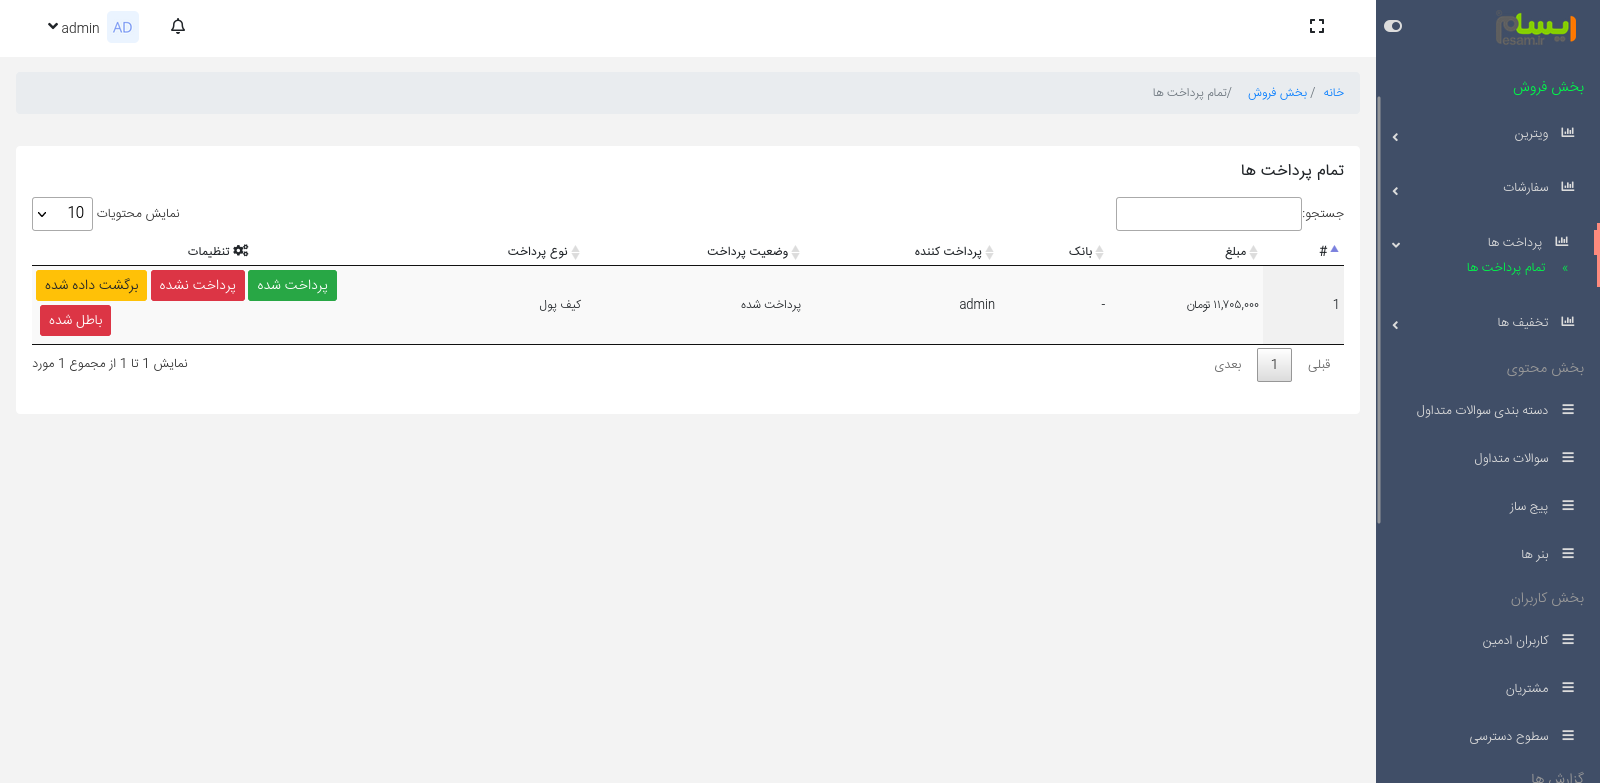 ایسام
esam.ir
بخش فروش
ویترین
سفارشات
پرداخت ها
» تمام پرداخت ها
تخفیف ها
بخش محتوی
دسته بندی سوالات متداول
سوالات متداول
پیج ساز
بنر ها
بخش کاربران
کاربران ادمین
مشتریان
سطوح دسترسی
گزارش ها
admin AD
خانه / بخش فروش /تمام پرداخت ها
تمام پرداخت ها
جستجو:
نمایش محتویات 10
# مبلغ بانک پرداخت کننده وضعیت پرداخت نوع پرداخت تنظیمات
1 ۱۱,۷۰۵,۰۰۰ تومان - admin پرداخت شده کیف پول پرداخت شده پرداخت نشده برگشت داده شده
باطل شده
قبلی 1 بعدی
نمایش 1 تا 1 از مجموع 1 مورد